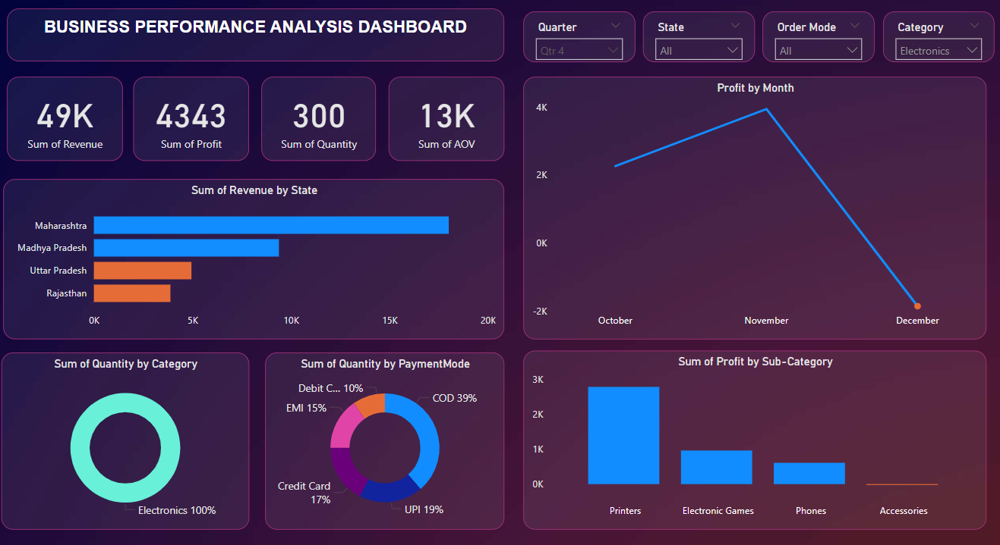 BUSINESS PERFORMANCE ANALYSIS DASHBOARD
Quarter
Qtr 4
State
All
Order Mode
All
Category
Electronics
49K
Sum of Revenue
4343
Sum of Profit
300
Sum of Quantity
13K
Sum of AOV
Profit by Month
4K
2K
0K
-2K
October
November
December
Sum of Revenue by State
Maharashtra
Madhya Pradesh
Uttar Pradesh
Rajasthan
0K
5K
10K
15K
20K
Sum of Quantity by Category
Electronics 100%
Sum of Quantity by PaymentMode
Debit C... 10%
COD 39%
EMI 15%
Credit Card
17%
UPI 19%
Sum of Profit by Sub-Category
3K
2K
1K
0K
Printers
Electronic Games
Phones
Accessories